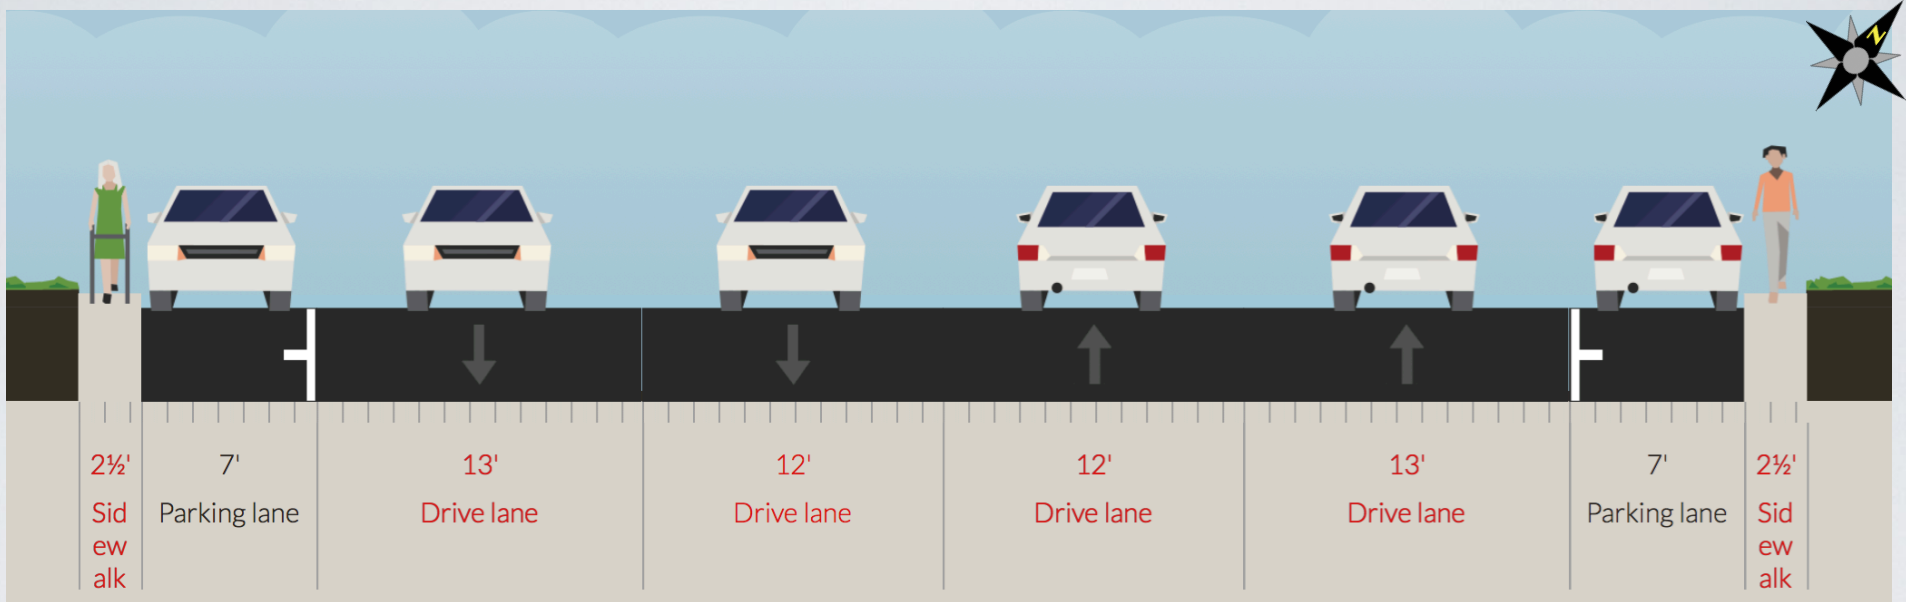 N
2½' 7' 13' 12' 12' 13' 7' 2½'
Sid Parking lane Drive lane Drive lane Drive lane Drive lane Parking lane Sid
ew ew
alk alk